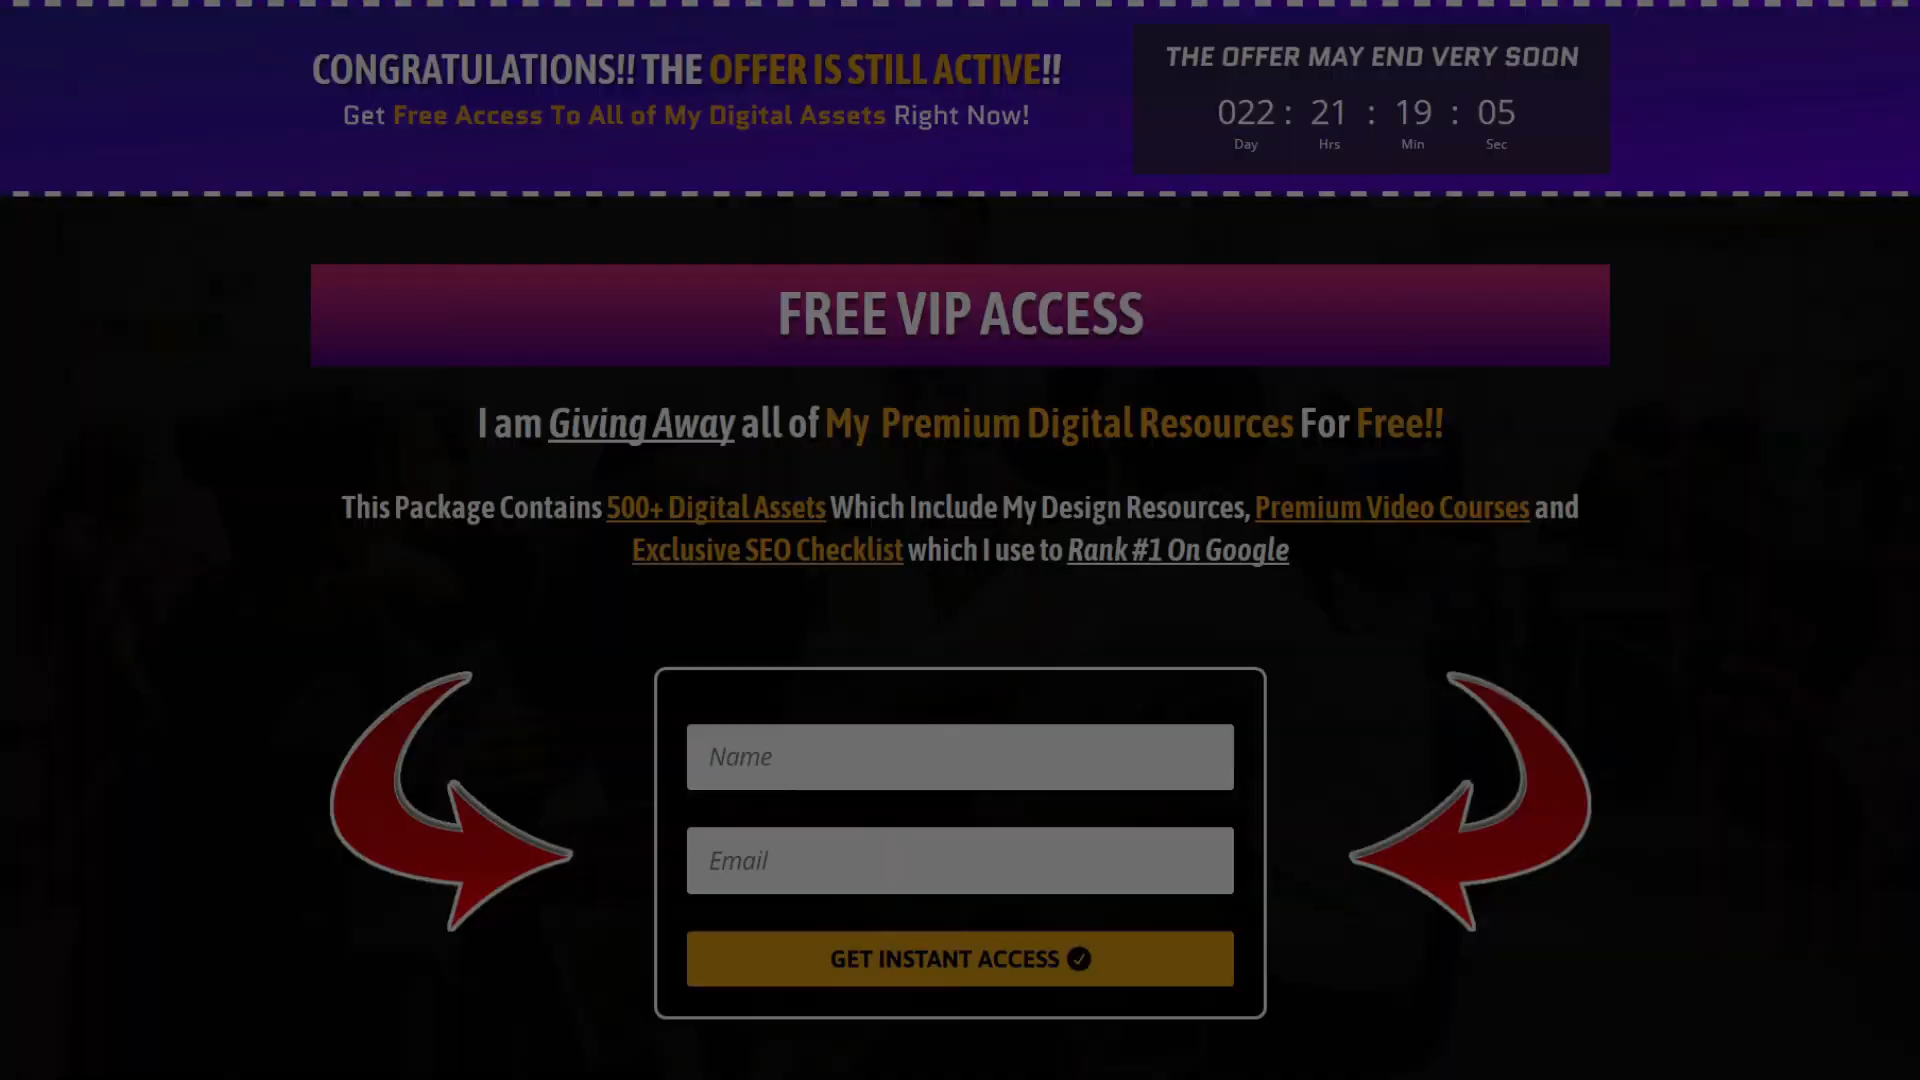 CONGRATULATIONS!! THE OFFER IS STILL ACTIVE!!
Get Free Access To All of My Digital Assets Right Now!
THE OFFER MAY END VERY SOON
022 : 21 : 19 : 05
Day Hrs Min Sec
FREE VIP ACCESS
I am Giving Away all of My Premium Digital Resources For Free!!
This Package Contains 500+ Digital Assets Which Include My Design Resources, Premium Video Courses and
Exclusive SEO Checklist which I use to Rank #1 On Google
Name
Email
GET INSTANT ACCESS